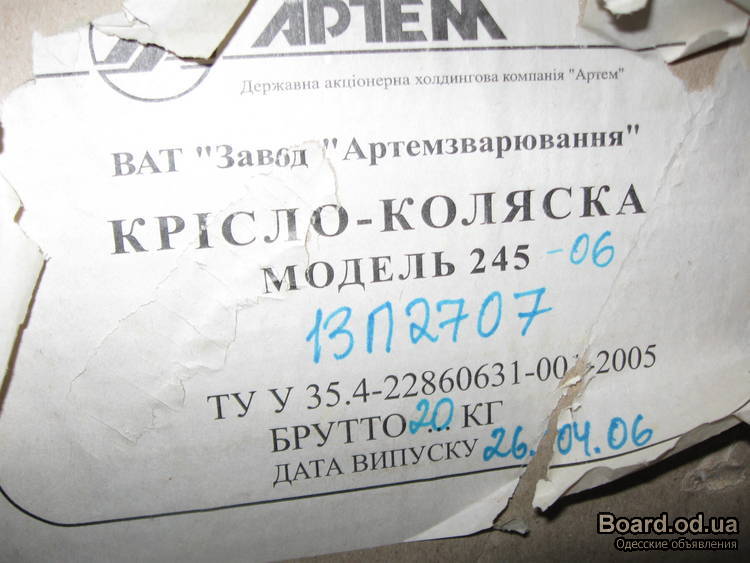 АРТЕМ
Державна акціонерна холдингова компанія "Артем"
ВАТ "Завод "Артемзварювання"
КРІСЛО-КОЛЯСКА
МОДЕЛЬ 245 -06
13П2707
ТУ У 35.4-22860631-001-2005
БРУТТО 20 КГ
ДАТА ВИПУСКУ 26.04.06
Board.od.ua
Одесские объявления